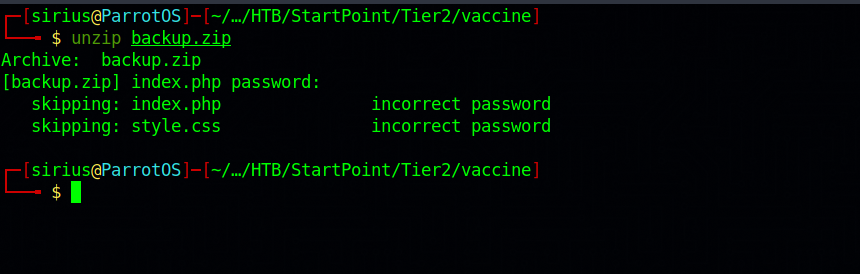 ┌─[sirius@ParrotOS]─[~/…/HTB/StartPoint/Tier2/vaccine]
└──╼ $ unzip backup.zip
Archive:  backup.zip
[backup.zip] index.php password:
   skipping: index.php               incorrect password
   skipping: style.css               incorrect password
┌─[sirius@ParrotOS]─[~/…/HTB/StartPoint/Tier2/vaccine]
└──╼ $